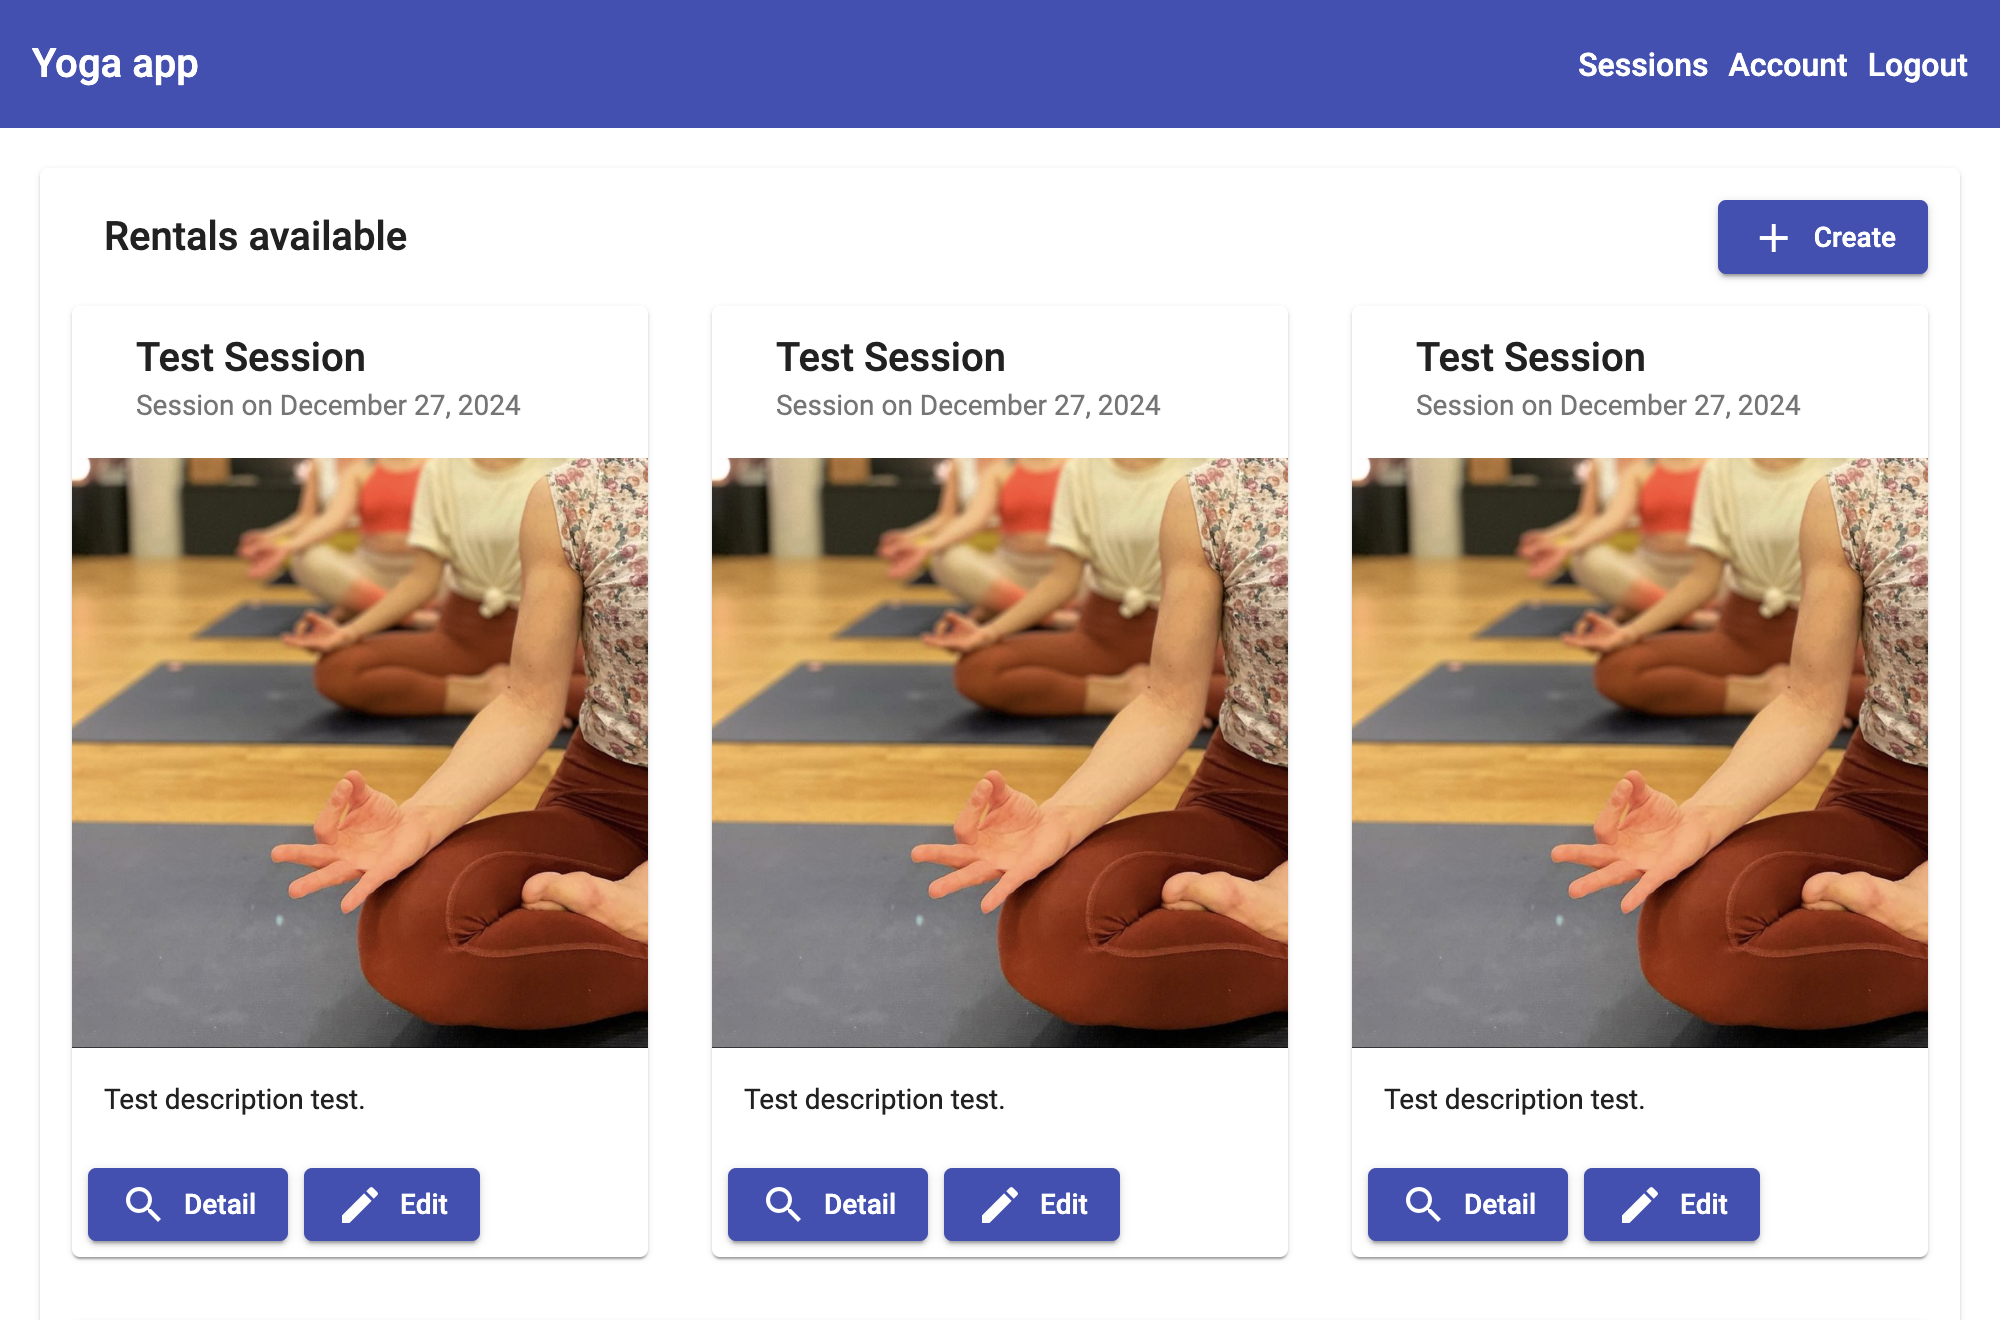 Yoga app
Sessions Account Logout
Rentals available
Create
Test Session
Session on December 27, 2024
Test description test.
Detail Edit
Test Session
Session on December 27, 2024
Test description test.
Detail Edit
Test Session
Session on December 27, 2024
Test description test.
Detail Edit